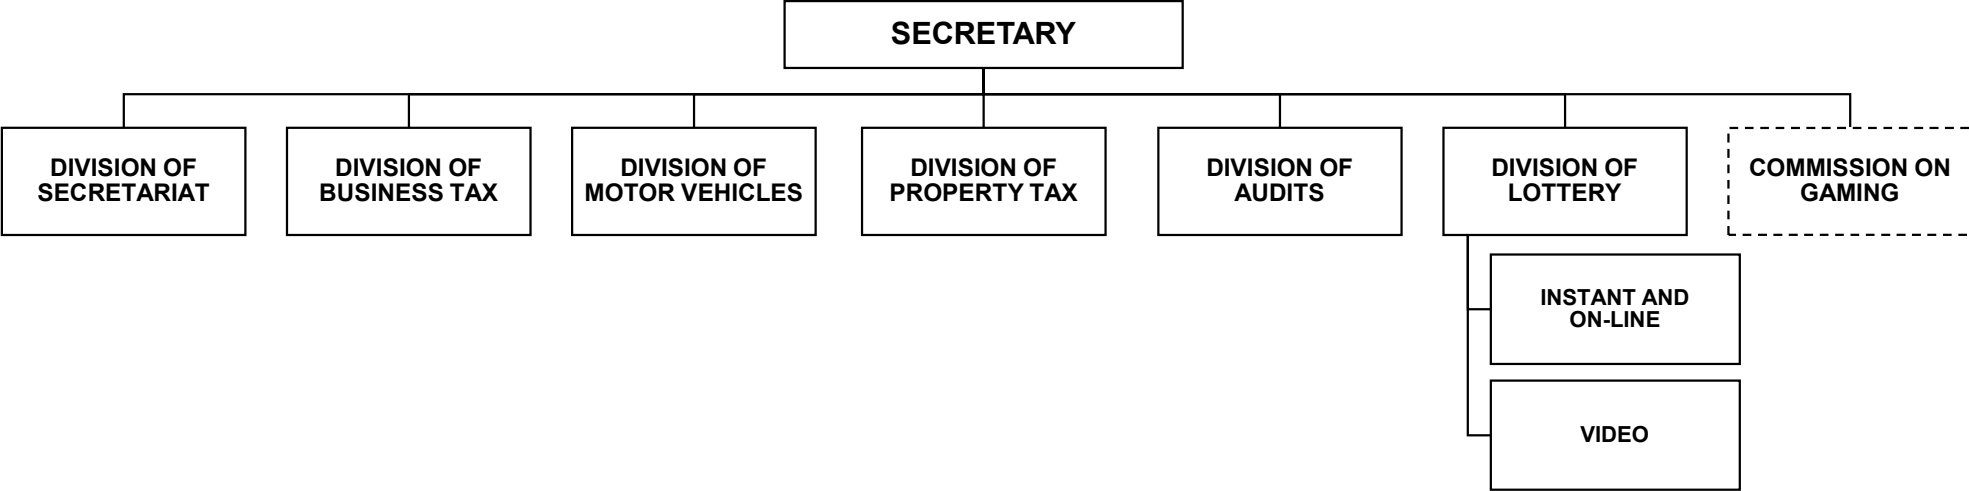 SECRETARY
DIVISION OF
SECRETARIAT
DIVISION OF
BUSINESS TAX
DIVISION OF
MOTOR VEHICLES
DIVISION OF
PROPERTY TAX
DIVISION OF
AUDITS
DIVISION OF
LOTTERY
COMMISSION ON
GAMING
INSTANT AND
ON-LINE
VIDEO